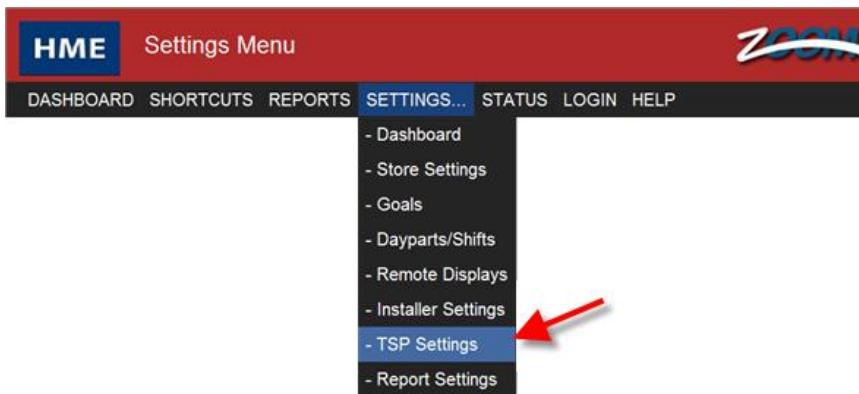 HME Settings Menu ZOOM
DASHBOARD SHORTCUTS REPORTS SETTINGS... STATUS LOGIN HELP
- Dashboard
- Store Settings
- Goals
- Dayparts/Shifts
- Remote Displays
- Installer Settings
- TSP Settings
- Report Settings